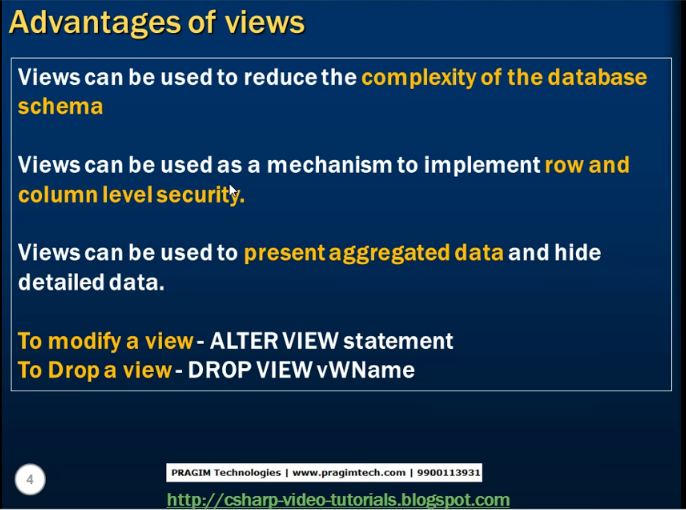 Advantages of views
Views can be used to reduce the complexity of the database
schema
Views can be used as a mechanism to implement row and
column level security.
Views can be used to present aggregated data and hide
detailed data.
To modify a view - ALTER VIEW statement
To Drop a view - DROP VIEW vWName
4
PRAGIM Technologies | www.pragimtech.com | 9900113931
http://csharp-video-tutorials.blogspot.com